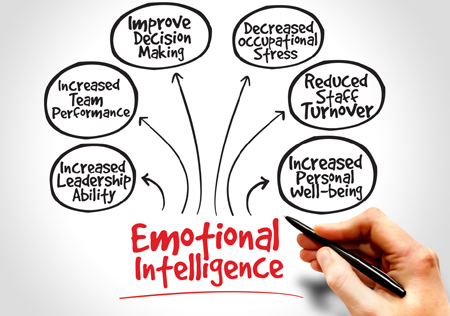 Improve
Decision
Making
Decreased
Occupational
Stress
Increased
Team
Performance
Reduced
Staff
Turnover
Increased
Leadership
Ability
Increased
Personal
Well-being
Emotional
Intelligence